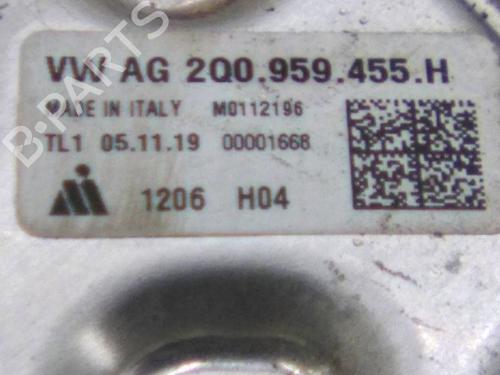 VW AG 2Q0.959.455.H
MADE IN ITALY M0112196
TL1 05.11.19 00001668
1206 H04
B-PARTS